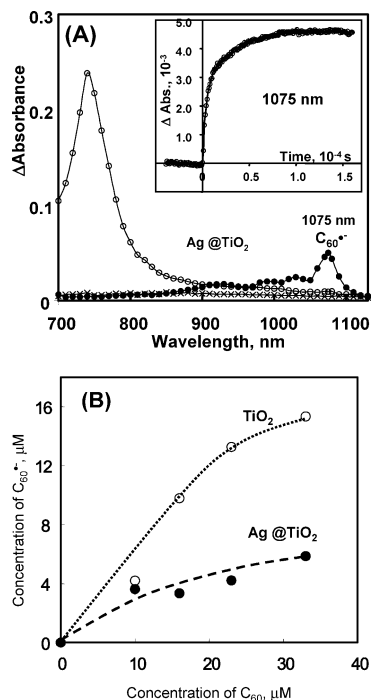 (A)
0.3
0.2
0.1
0
ΔAbsorbance
5.0
4.0
3.0
2.0
1.0
Δ Abs., 10⁻³
1075 nm
Time, 10⁻⁴ s
0 0.5 1.0 1.5
Ag @TiO₂
1075 nm
C₆₀•⁻
700 800 900 1000 1100
Wavelength, nm
(B)
16
12
8
4
0
Concentration of C₆₀•⁻, μM
TiO₂
Ag @TiO₂
0 10 20 30 40
Concentration of C₆₀, μM